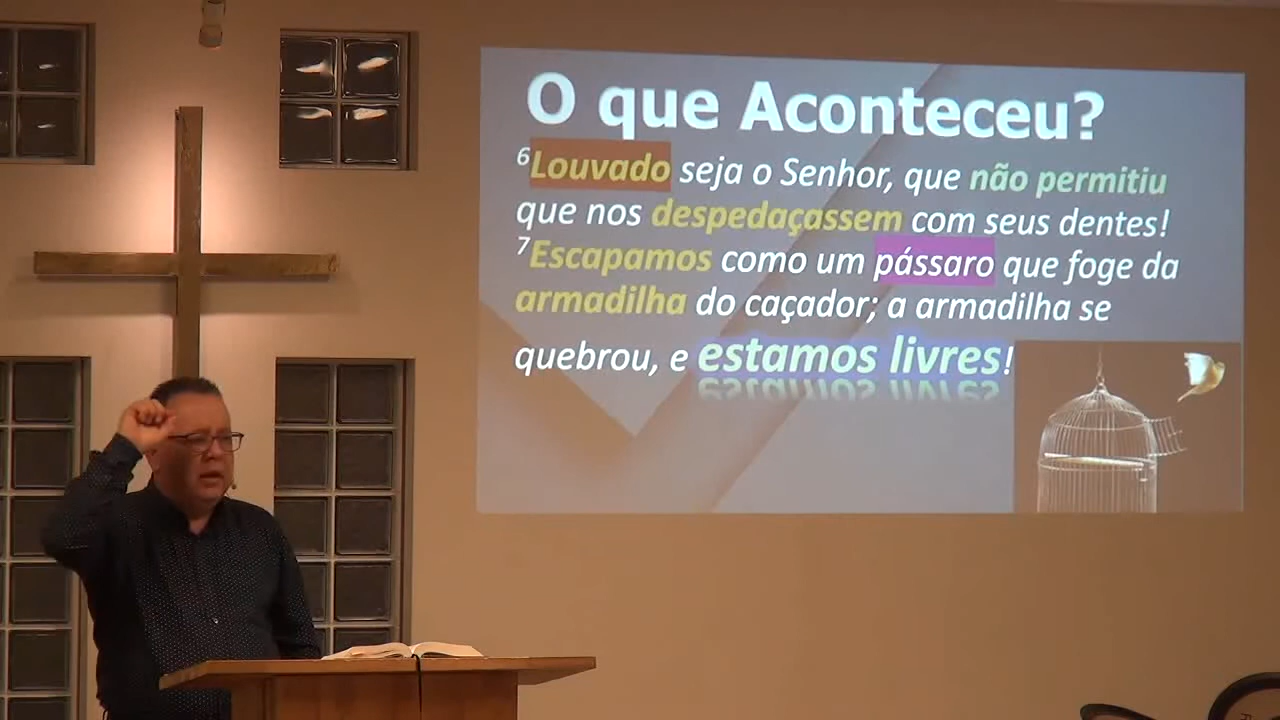 O que Aconteceu?
⁶Louvado seja o Senhor, que não permitiu
que nos despedaçassem com seus dentes!
⁷Escapamos como um pássaro que foge da
armadilha do caçador; a armadilha se
quebrou, e estamos livres!